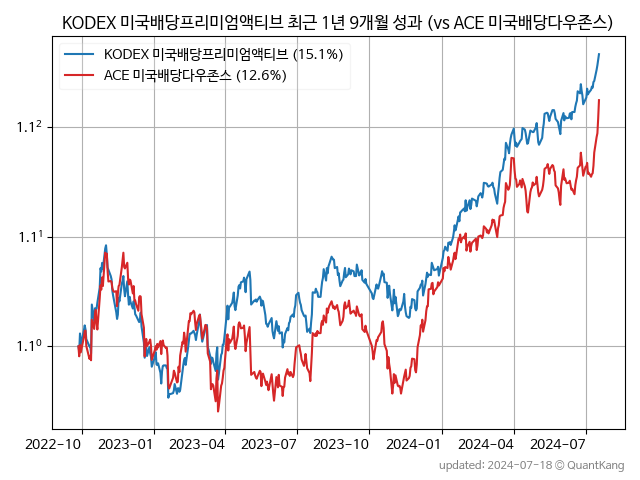 KODEX 미국배당프리미엄액티브 최근 1년 9개월 성과 (vs ACE 미국배당다우존스)
KODEX 미국배당프리미엄액티브 (15.1%)
ACE 미국배당다우존스 (12.6%)
1.1²
1.1¹
1.1⁰
2022-10 2023-01 2023-04 2023-07 2023-10 2024-01 2024-04 2024-07
updated: 2024-07-18 © QuantKang